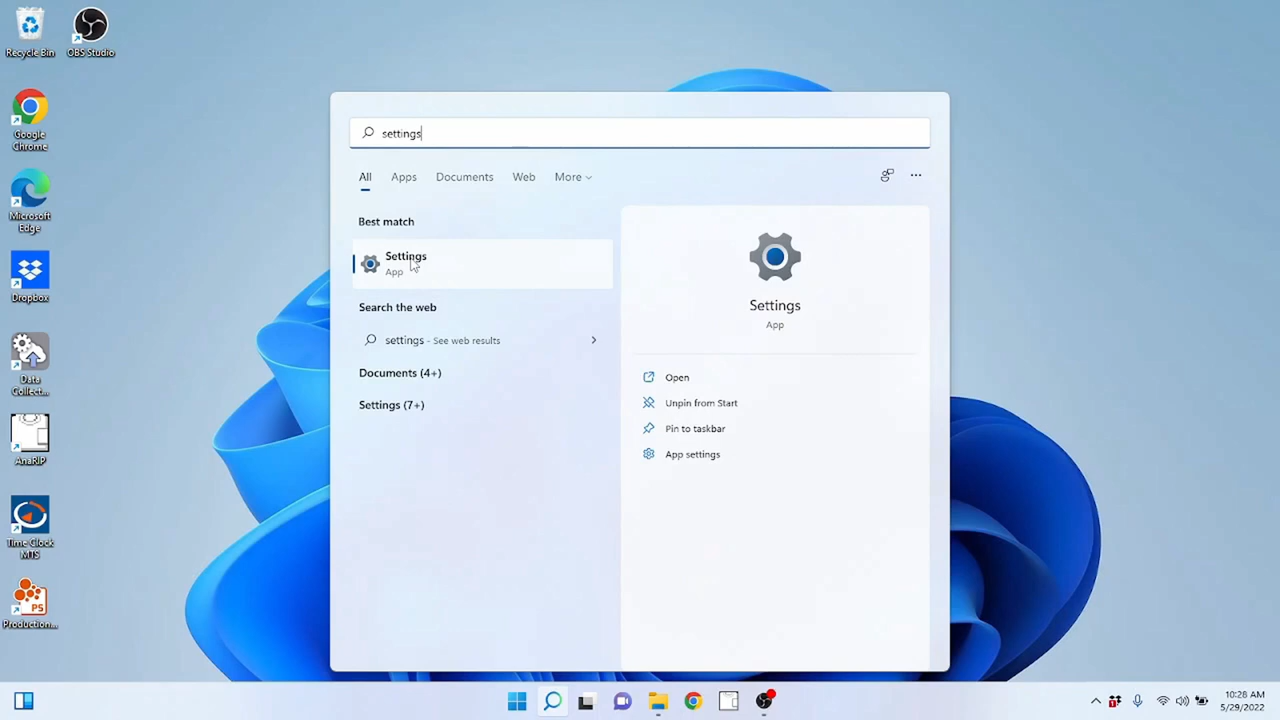 Recycle Bin
OBS Studio
Google
Chrome
Microsoft
Edge
Dropbox
Data
Collect...
AnaRIP
Time Clock
MTS
PS
Production...
settings
All
Apps
Documents
Web
More
Best match
Settings
App
Search the web
settings - See web results
Documents (4+)
Settings (7+)
Settings
App
Open
Unpin from Start
Pin to taskbar
App settings
1
10:28 AM
5/29/2022